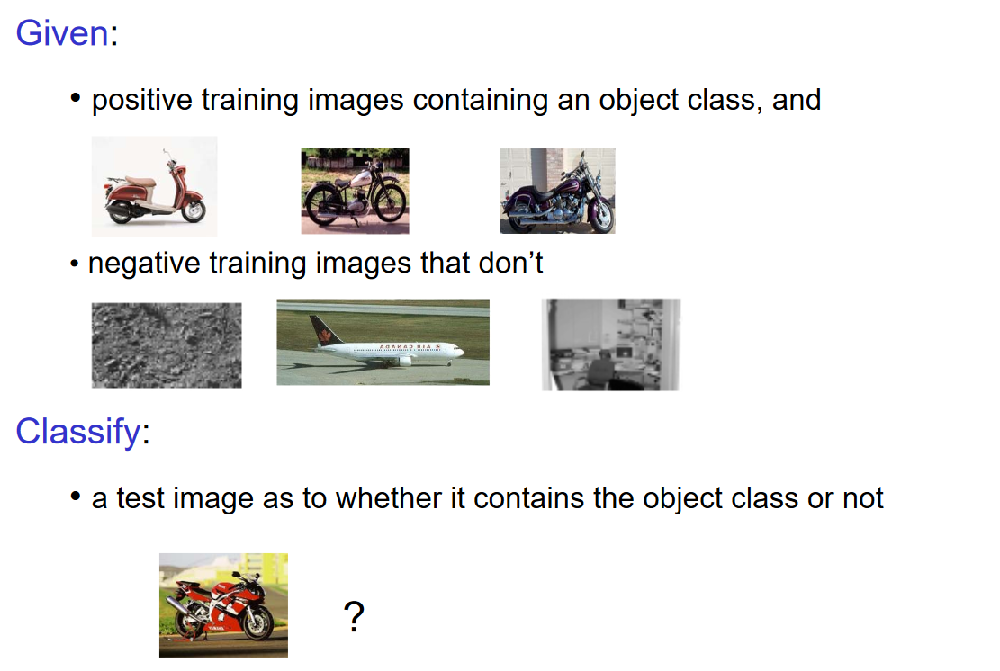 Given:
• positive training images containing an object class, and
• negative training images that don’t
AIR CANADA
Classify:
• a test image as to whether it contains the object class or not
YAMAHA
?